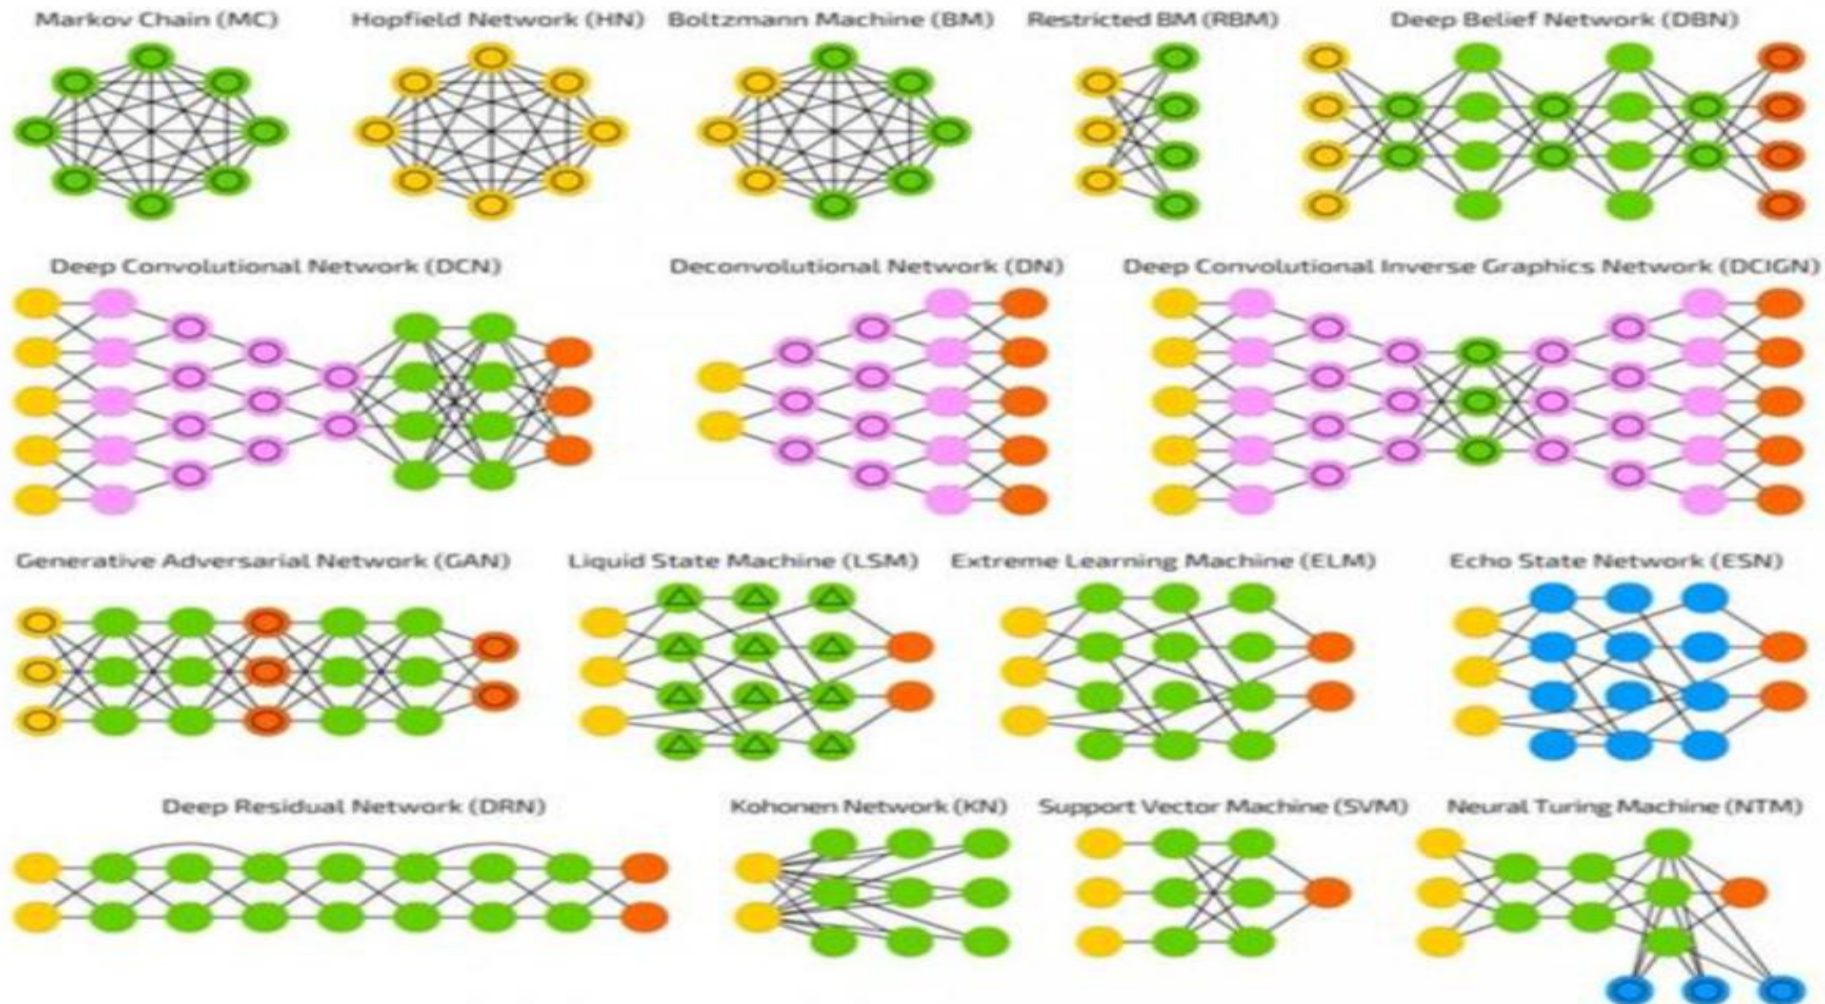 Markov Chain (MC)
Hopfield Network (HN)
Boltzmann Machine (BM)
Restricted BM (RBM)
Deep Belief Network (DBN)
Deep Convolutional Network (DCN)
Deconvolutional Network (DN)
Deep Convolutional Inverse Graphics Network (DCIGN)
Generative Adversarial Network (GAN)
Liquid State Machine (LSM)
Extreme Learning Machine (ELM)
Echo State Network (ESN)
Deep Residual Network (DRN)
Kohonen Network (KN)
Support Vector Machine (SVM)
Neural Turing Machine (NTM)